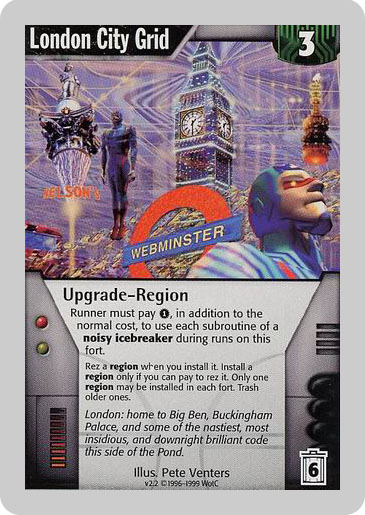 London City Grid
3
NELSON'S
WEBMINSTER
Upgrade–Region
Runner must pay ❶, in addition to the
normal cost, to use each subroutine of a
noisy icebreaker during runs on this
fort.
Rez a region when you install it. Install a
region only if you can pay to rez it. Only one
region may be installed in each fort. Trash
older ones.
London: home to Big Ben, Buckingham
Palace, and some of the nastiest, most
insidious, and downright brilliant code
this side of the Pond.
Illus. Pete Venters
v2.2 ©1996–1999 WotC
6